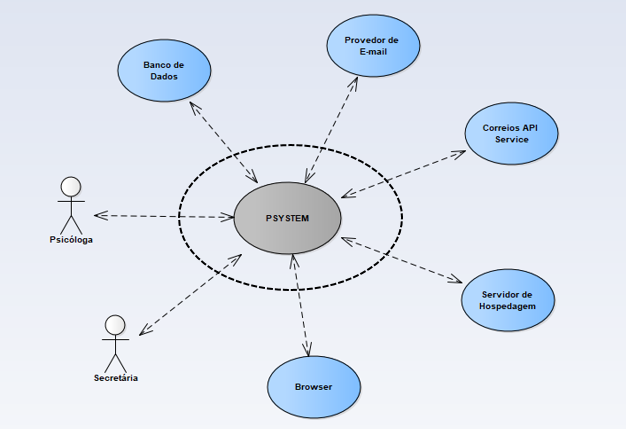 Provedor de
E-mail
Banco de
Dados
Correios API
Service
PSYSTEM
Psicóloga
Servidor de
Hospedagem
Secretária
Browser